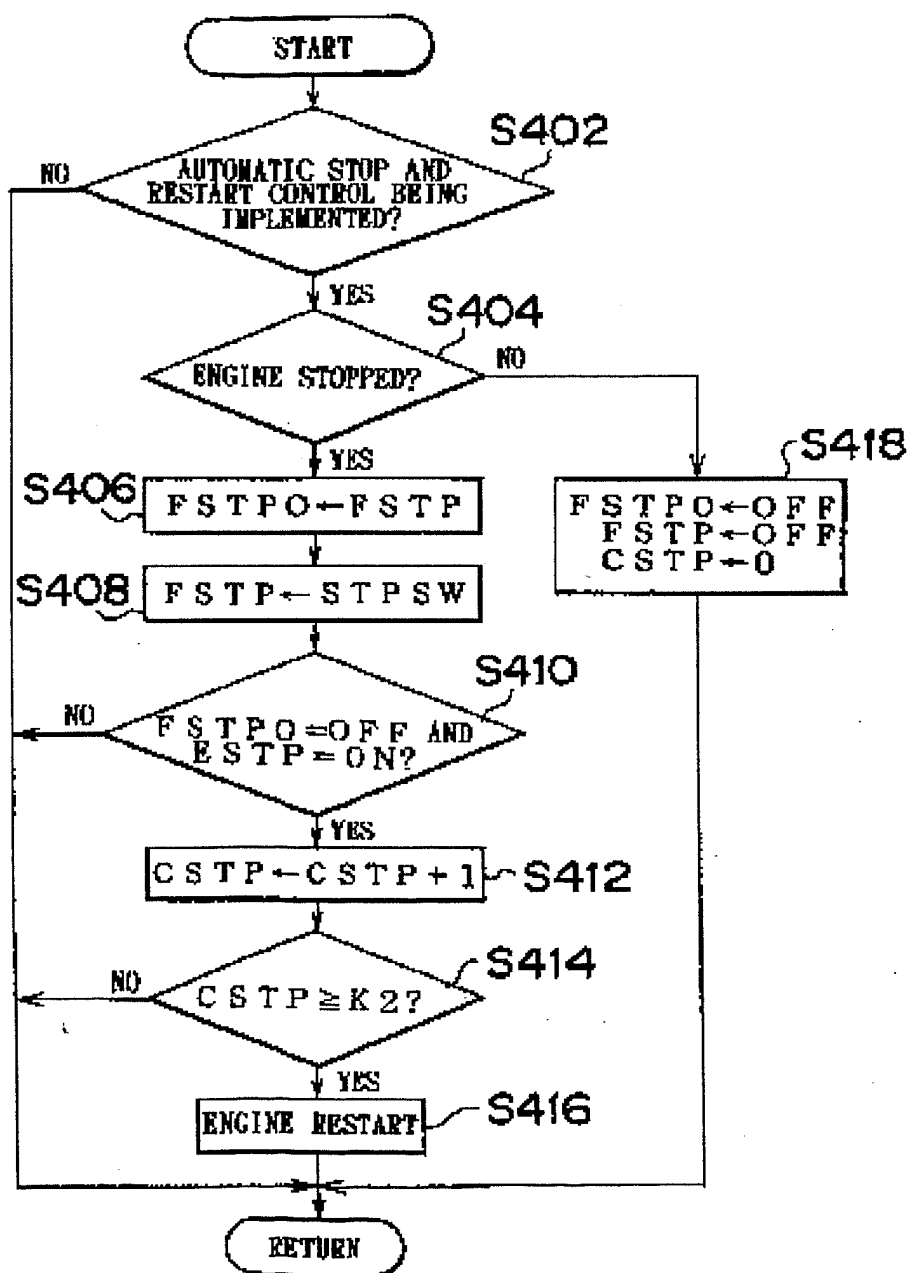 START
S402
NO
AUTOMATIC STOP AND
RESTART CONTROL BEING
IMPLEMENTED?
YES
S404
NO
ENGINE STOPPED?
YES
S406
FSTPO←FSTP
S418
FSTPO←OFF
FSTP←OFF
CSTP←0
S408
FSTP←STPSW
S410
NO
FSTPO=OFF AND
ESTP=ON?
YES
CSTP←CSTP+1
S412
S414
NO
CSTP≧K2?
YES
ENGINE RESTART
S416
RETURN